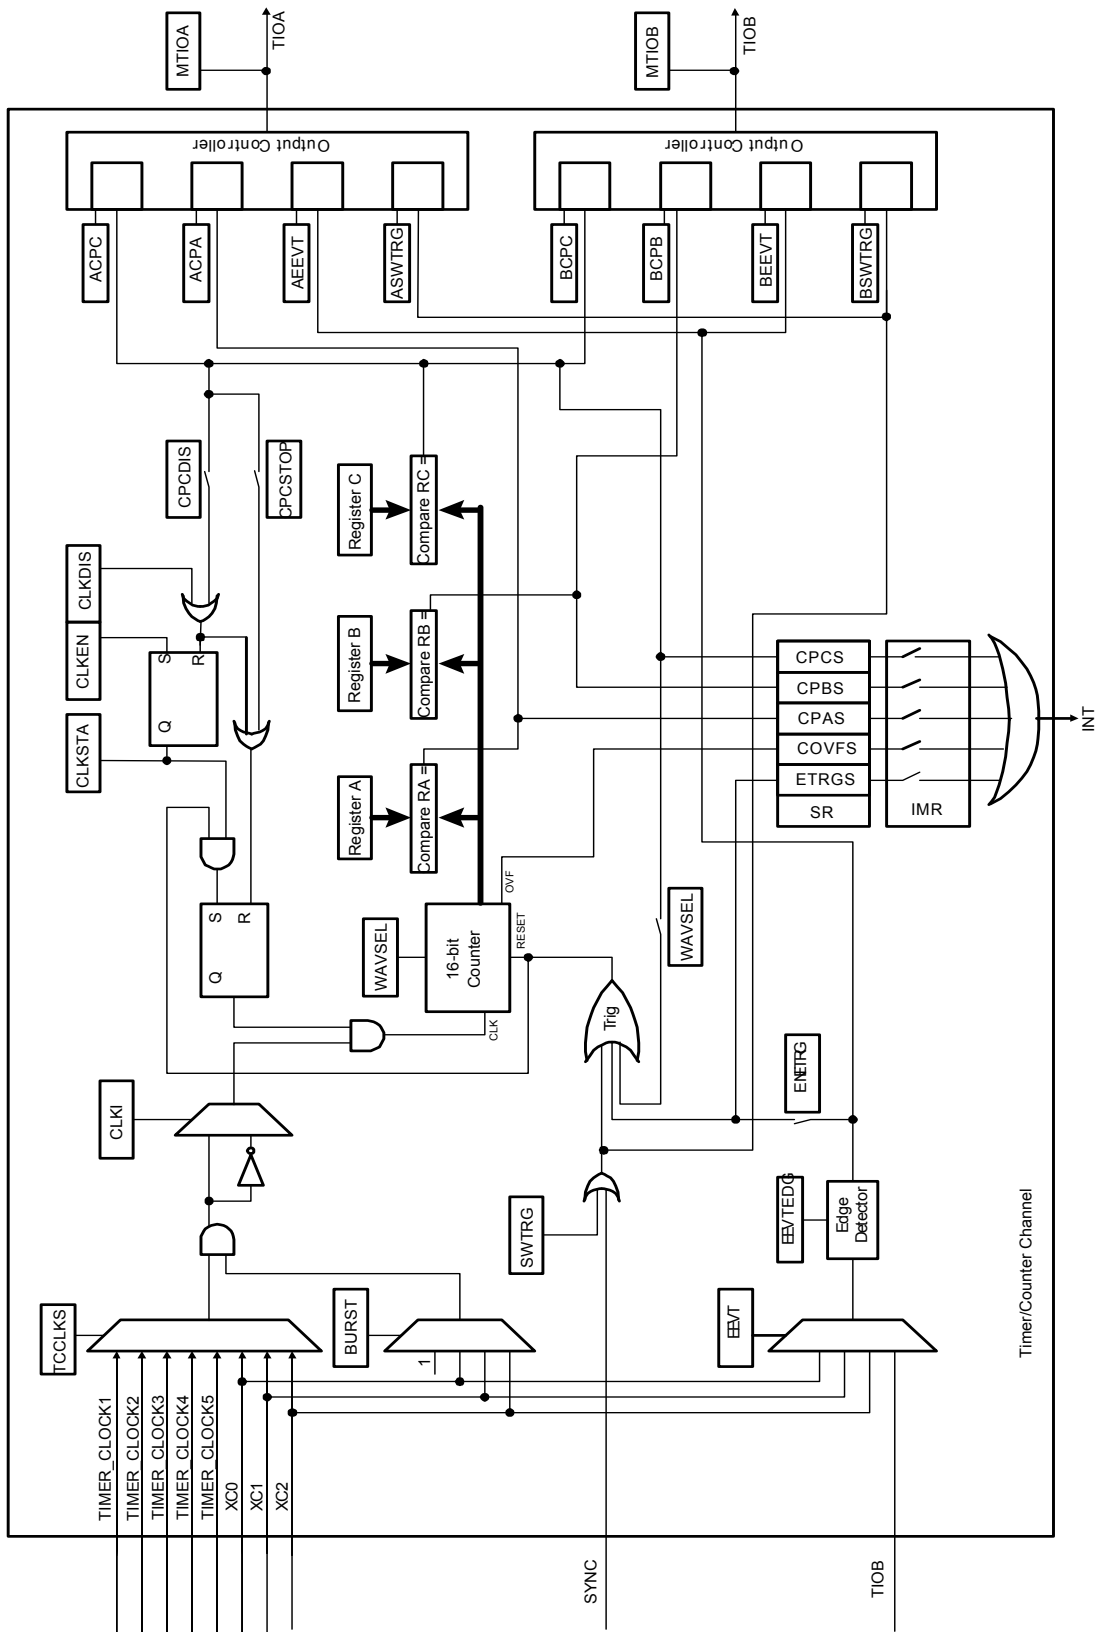 MTIOA
TIOA
MTIOB
TIOB
Output Controller
Output Controller
ACPC
ACPA
AEEVT
ASWTRG
BCPC
BCPB
BEEVT
BSWTRG
CPCDIS
CPCSTOP
CLKDIS
CLKEN
CLKSTA
S
R
Q
Register C
Compare RC =
Register B
Compare RB =
Register A
Compare RA =
CPCS
CPBS
CPAS
COVFS
ETRGS
SR
IMR
INT
S
R
Q
WAVSEL
16-bit
Counter
OVF
RESET
CLK
WAVSEL
Trig
ENETRG
CLKI
SWTRG
EEVTEDG
Edge
Detector
TCCLKS
BURST
1
EEVT
Timer/Counter Channel
TIMER_CLOCK1
TIMER_CLOCK2
TIMER_CLOCK3
TIMER_CLOCK4
TIMER_CLOCK5
XC0
XC1
XC2
SYNC
TIOB